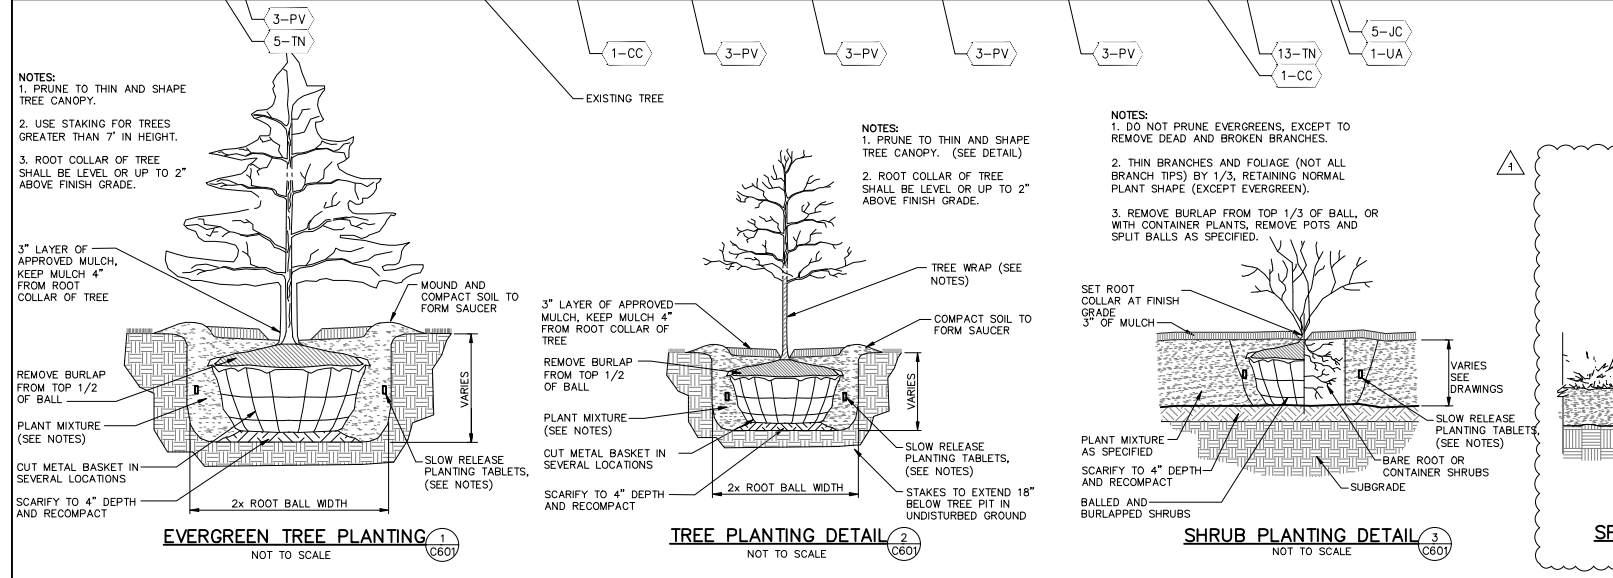 3-PV
5-TN
1-CC
3-PV
3-PV
3-PV
3-PV
13-TN
1-CC
5-JC
1-UA
EXISTING TREE
NOTES:
1. PRUNE TO THIN AND SHAPE
TREE CANOPY.
2. USE STAKING FOR TREES
GREATER THAN 7' IN HEIGHT.
3. ROOT COLLAR OF TREE
SHALL BE LEVEL OR UP TO 2"
ABOVE FINISH GRADE.
3" LAYER OF
APPROVED MULCH,
KEEP MULCH 4"
FROM ROOT
COLLAR OF TREE
MOUND AND
COMPACT SOIL TO
FORM SAUCER
REMOVE BURLAP
FROM TOP 1/2
OF BALL
VARIES
PLANT MIXTURE
(SEE NOTES)
CUT METAL BASKET IN
SEVERAL LOCATIONS
SLOW RELEASE
PLANTING TABLETS,
(SEE NOTES)
SCARIFY TO 4" DEPTH
AND RECOMPACT
2x ROOT BALL WIDTH
EVERGREEN TREE PLANTING
1
C601
NOT TO SCALE
NOTES:
1. PRUNE TO THIN AND SHAPE
TREE CANOPY. (SEE DETAIL)
2. ROOT COLLAR OF TREE
SHALL BE LEVEL OR UP TO 2"
ABOVE FINISH GRADE.
TREE WRAP (SEE
NOTES)
3" LAYER OF APPROVED
MULCH, KEEP MULCH 4"
FROM ROOT COLLAR OF
TREE
COMPACT SOIL TO
FORM SAUCER
REMOVE BURLAP
FROM TOP 1/2
OF BALL
VARIES
PLANT MIXTURE
(SEE NOTES)
CUT METAL BASKET IN
SEVERAL LOCATIONS
SLOW RELEASE
PLANTING TABLETS,
(SEE NOTES)
SCARIFY TO 4" DEPTH
AND RECOMPACT
2x ROOT BALL WIDTH
STAKES TO EXTEND 18"
BELOW TREE PIT IN
UNDISTURBED GROUND
TREE PLANTING DETAIL
2
C601
NOT TO SCALE
NOTES:
1. DO NOT PRUNE EVERGREENS, EXCEPT TO
REMOVE DEAD AND BROKEN BRANCHES.
2. THIN BRANCHES AND FOLIAGE (NOT ALL
BRANCH TIPS) BY 1/3, RETAINING NORMAL
PLANT SHAPE (EXCEPT EVERGREEN).
3. REMOVE BURLAP FROM TOP 1/3 OF BALL, OR
WITH CONTAINER PLANTS, REMOVE POTS AND
SPLIT BALLS AS SPECIFIED.
SET ROOT
COLLAR AT FINISH
GRADE
3" OF MULCH
VARIES
SEE
DRAWINGS
SLOW RELEASE
PLANTING TABLETS,
(SEE NOTES)
PLANT MIXTURE
AS SPECIFIED
SCARIFY TO 4" DEPTH
AND RECOMPACT
BARE ROOT OR
CONTAINER SHRUBS
SUBGRADE
BALLED AND
BURLAPPED SHRUBS
SHRUB PLANTING DETAIL
3
C601
NOT TO SCALE
1